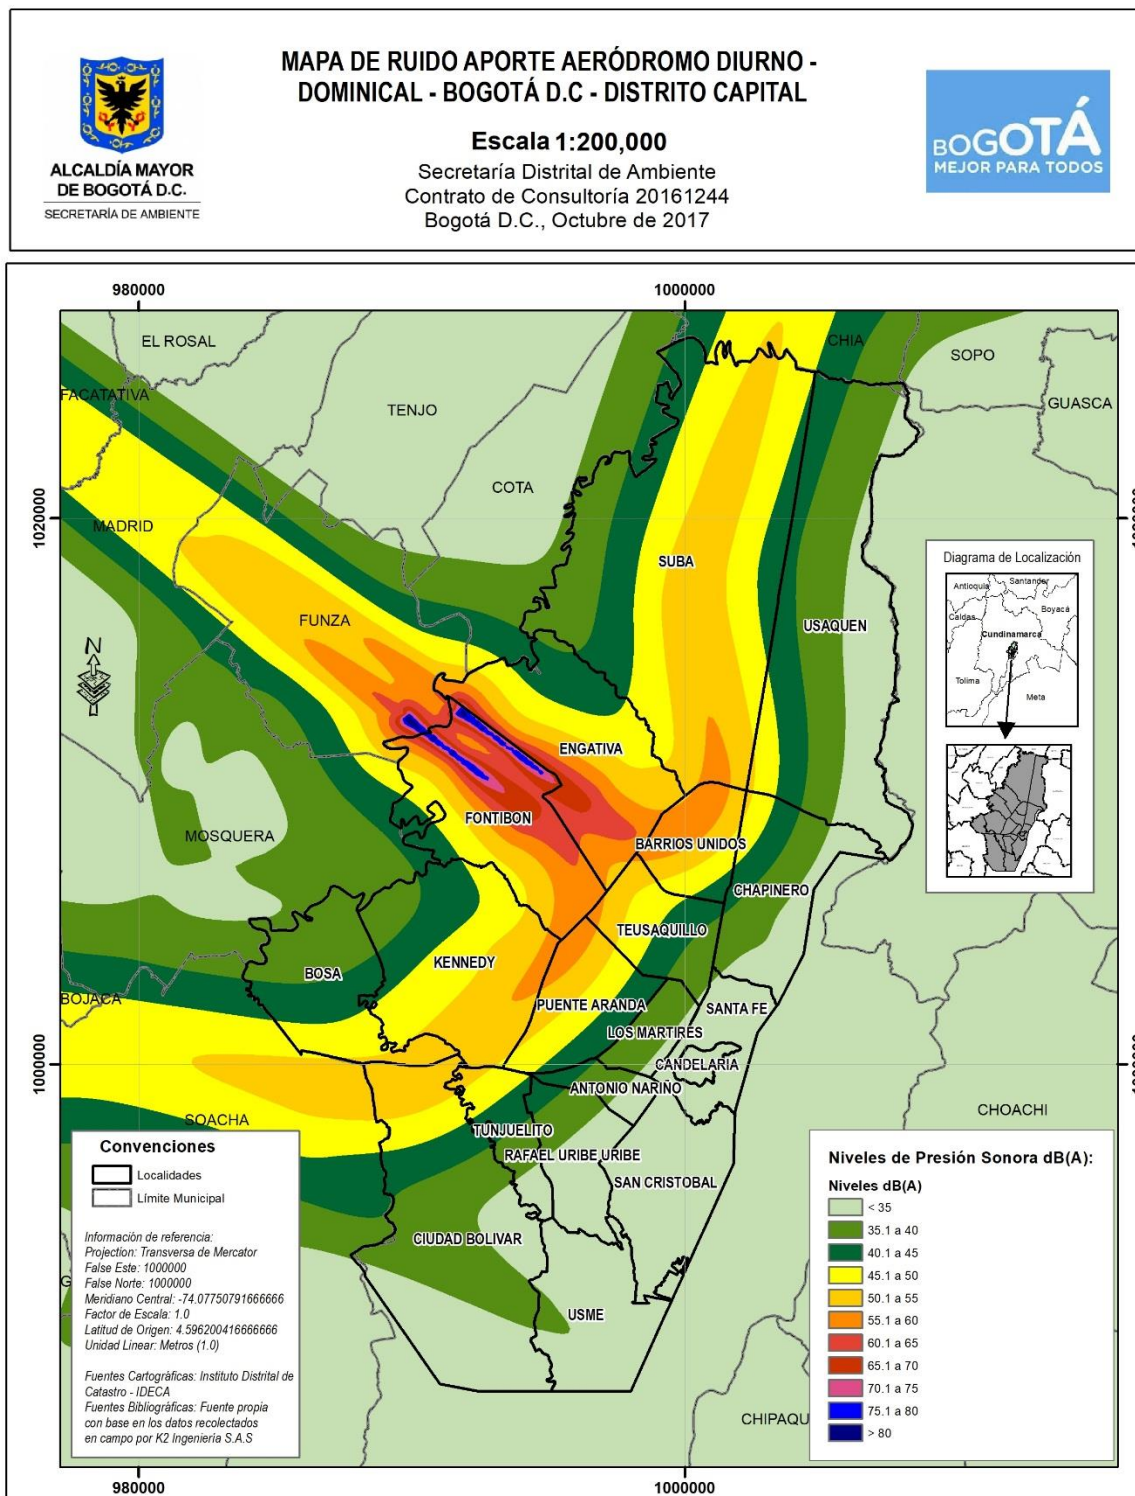 MAPA DE RUIDO APORTE AERÓDROMO DIURNO -
DOMINICAL - BOGOTÁ D.C - DISTRITO CAPITAL
Escala 1:200,000
Secretaría Distrital de Ambiente
Contrato de Consultoría 20161244
Bogotá D.C., Octubre de 2017
ALCALDÍA MAYOR
DE BOGOTÁ D.C.
SECRETARÍA DE AMBIENTE
BOGOTÁ
MEJOR PARA TODOS
980000
1000000
EL ROSAL
CHIA
SOPO
FACATATIVA
TENJO
GUASCA
COTA
1020000
MADRID
SUBA
FUNZA
USAQUEN
N
ENGATIVA
FONTIBON
MOSQUERA
BARRIOS UNIDOS
CHAPINERO
TEUSAQUILLO
BOSA
KENNEDY
BOJACA
PUENTE ARANDA
SANTA FE
LOS MARTIRES
1000000
CANDELARIA
ANTONIO NARIÑO
SOACHA
CHOACHI
TUNJUELITO
RAFAEL URIBE URIBE
SAN CRISTOBAL
CIUDAD BOLIVAR
USME
CHIPAQU
Diagrama de Localización
Antioquia
Santander
Boyacá
Caldas
Cundinamarca
Tolima
Meta
Convenciones
Localidades
Límite Municipal
Información de referencia:
Projection: Transversa de Mercator
False Este: 1000000
False Norte: 1000000
Meridiano Central: -74.07750791666666
Factor de Escala: 1.0
Latitud de Origen: 4.596200416666666
Unidad Linear: Metros (1.0)
Fuentes Cartográficas: Instituto Distrital de
Catastro - IDECA
Fuentes Bibliográficas: Fuente propia
con base en los datos recolectados
en campo por K2 Ingeniería S.A.S
Niveles de Presión Sonora dB(A):
Niveles dB(A)
< 35
35.1 a 40
40.1 a 45
45.1 a 50
50.1 a 55
55.1 a 60
60.1 a 65
65.1 a 70
70.1 a 75
75.1 a 80
> 80
980000
1000000